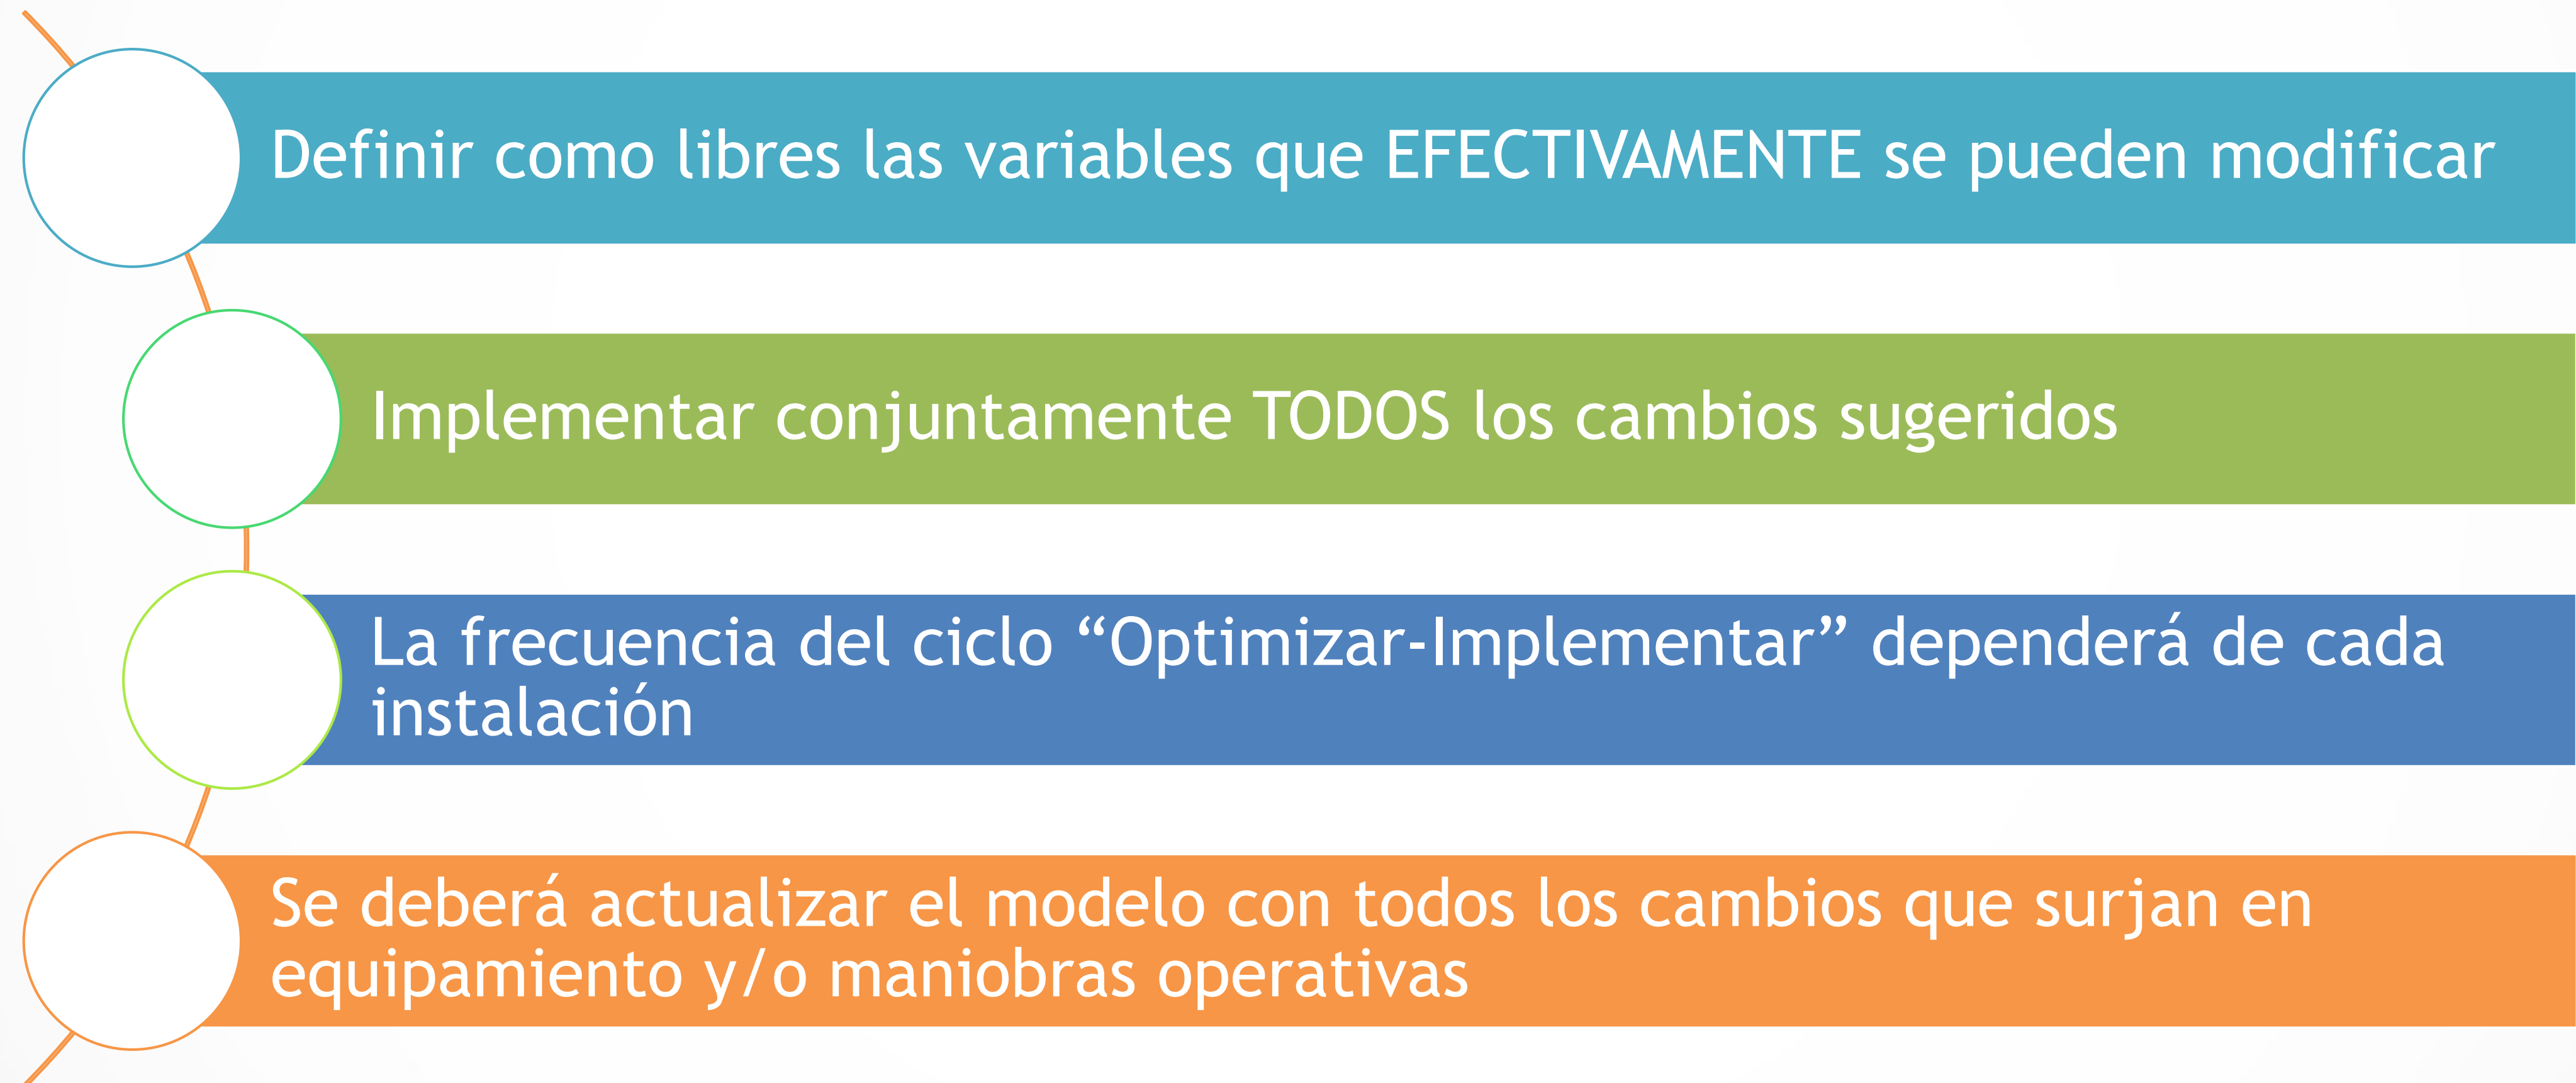 Definir como libres las variables que EFECTIVAMENTE se pueden modificar
Implementar conjuntamente TODOS los cambios sugeridos
La frecuencia del ciclo “Optimizar-Implementar” dependerá de cada
instalación
Se deberá actualizar el modelo con todos los cambios que surjan en
equipamiento y/o maniobras operativas